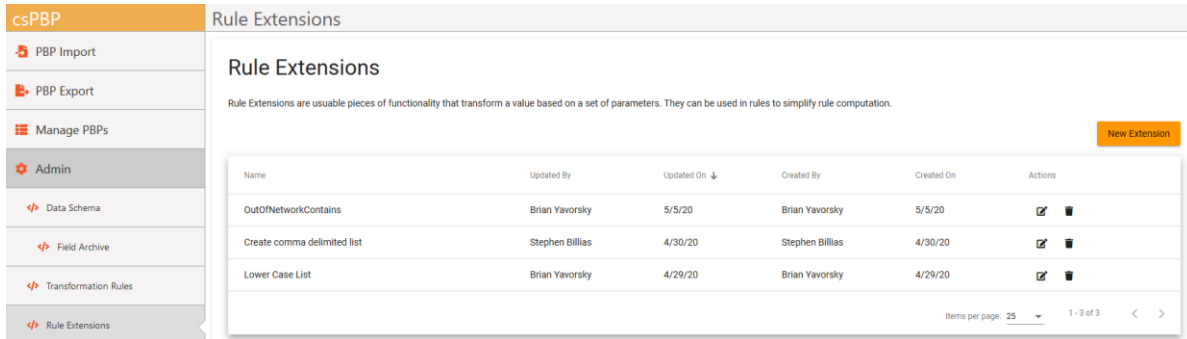 csPBP
Rule Extensions
PBP Import
PBP Export
Manage PBPs
Admin
Data Schema
Field Archive
Transformation Rules
Rule Extensions
Rule Extensions
Rule Extensions are usuable pieces of functionality that transform a value based on a set of parameters. They can be used in rules to simplify rule computation.
New Extension
Name Updated By Updated On Created By Created On Actions
OutOfNetworkContains Brian Yavorsky 5/5/20 Brian Yavorsky 5/5/20
Create comma delimited list Stephen Billias 4/30/20 Stephen Billias 4/30/20
Lower Case List Brian Yavorsky 4/29/20 Brian Yavorsky 4/29/20
Items per page: 25 1 - 3 of 3